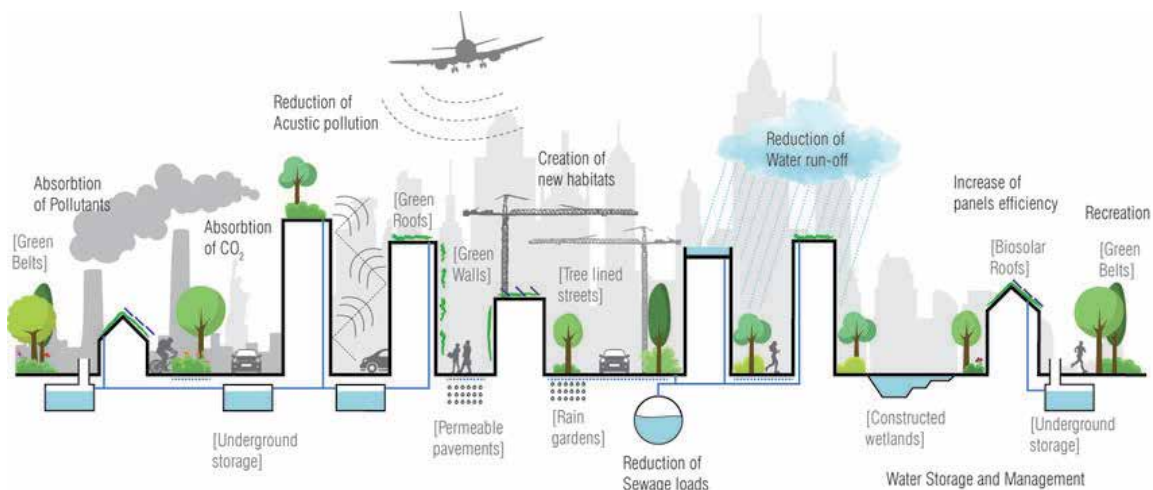 Reduction of
Acustic pollution
Reduction of
Water run-off
Creation of
new habitats
Absorbtion
of Pollutants
Increase of
panels efficiency
Recreation
[Green
Roofs]
Absorbtion
of CO₂
[Green
Belts]
[Green
Walls]
[Tree lined
streets]
[Biosolar
Roofs]
[Green
Belts]
[Underground
storage]
[Permeable
pavements]
[Rain
gardens]
[Constructed
wetlands]
[Underground
storage]
Reduction of
Sewage loads
Water Storage and Management